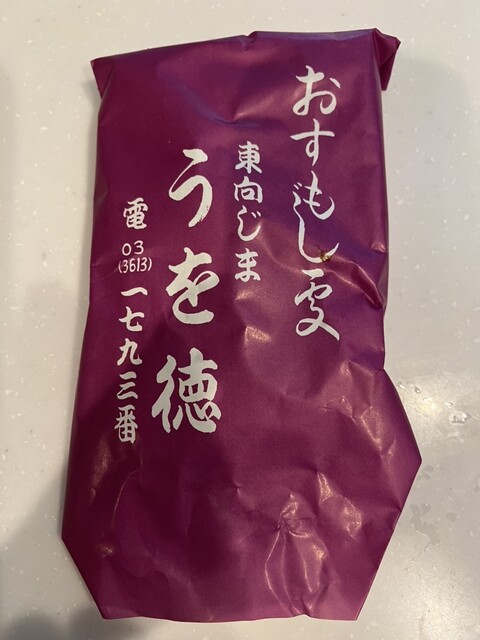 おすもじ処
東向じま
うを徳
電
03
(3613)
一七九三番